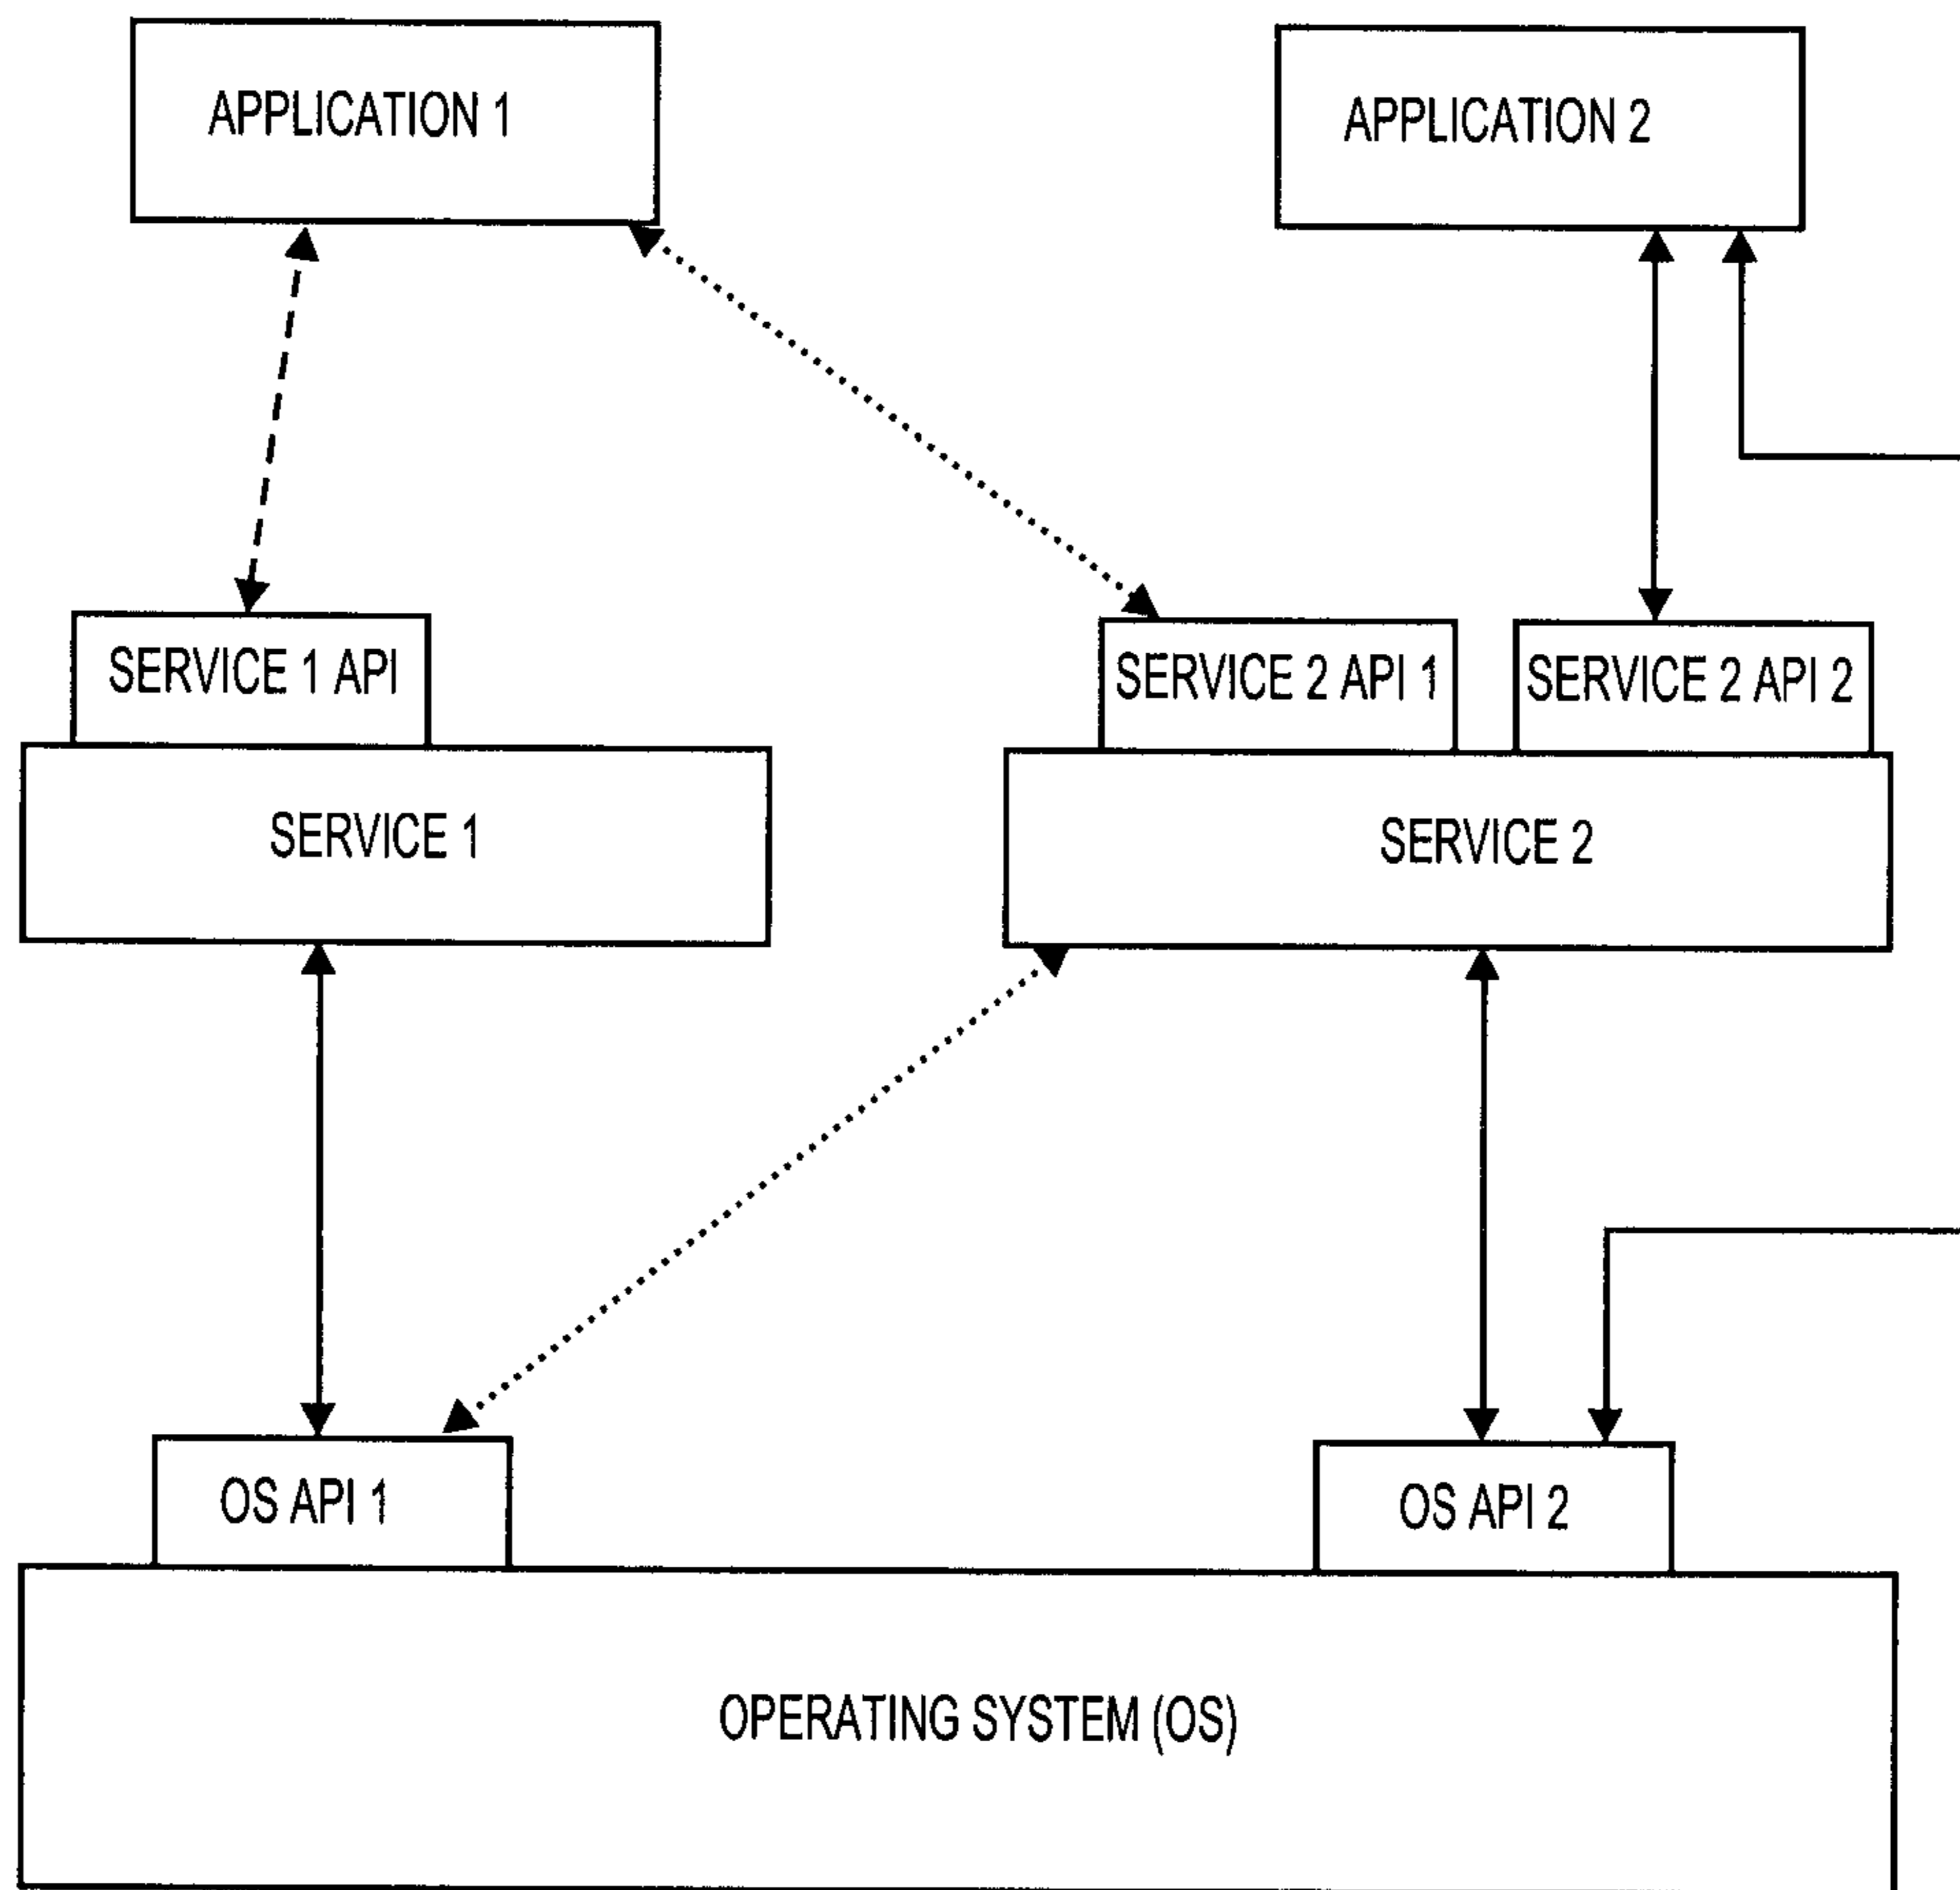 APPLICATION 1
APPLICATION 2
SERVICE 1 API
SERVICE 2 API 1
SERVICE 2 API 2
SERVICE 1
SERVICE 2
OS API 1
OS API 2
OPERATING SYSTEM (OS)